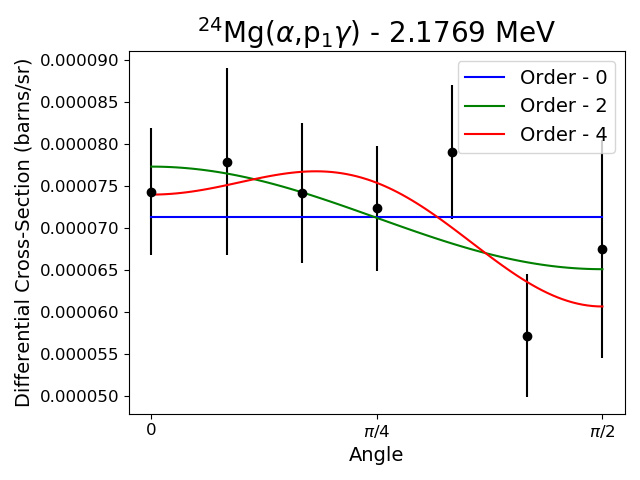 ²⁴Mg(α,p₁γ) - 2.1769 MeV
Differential Cross-Section (barns/sr)
0.000090
0.000085
0.000080
0.000075
0.000070
0.000065
0.000060
0.000055
0.000050
Order - 0
Order - 2
Order - 4
0
π/4
π/2
Angle